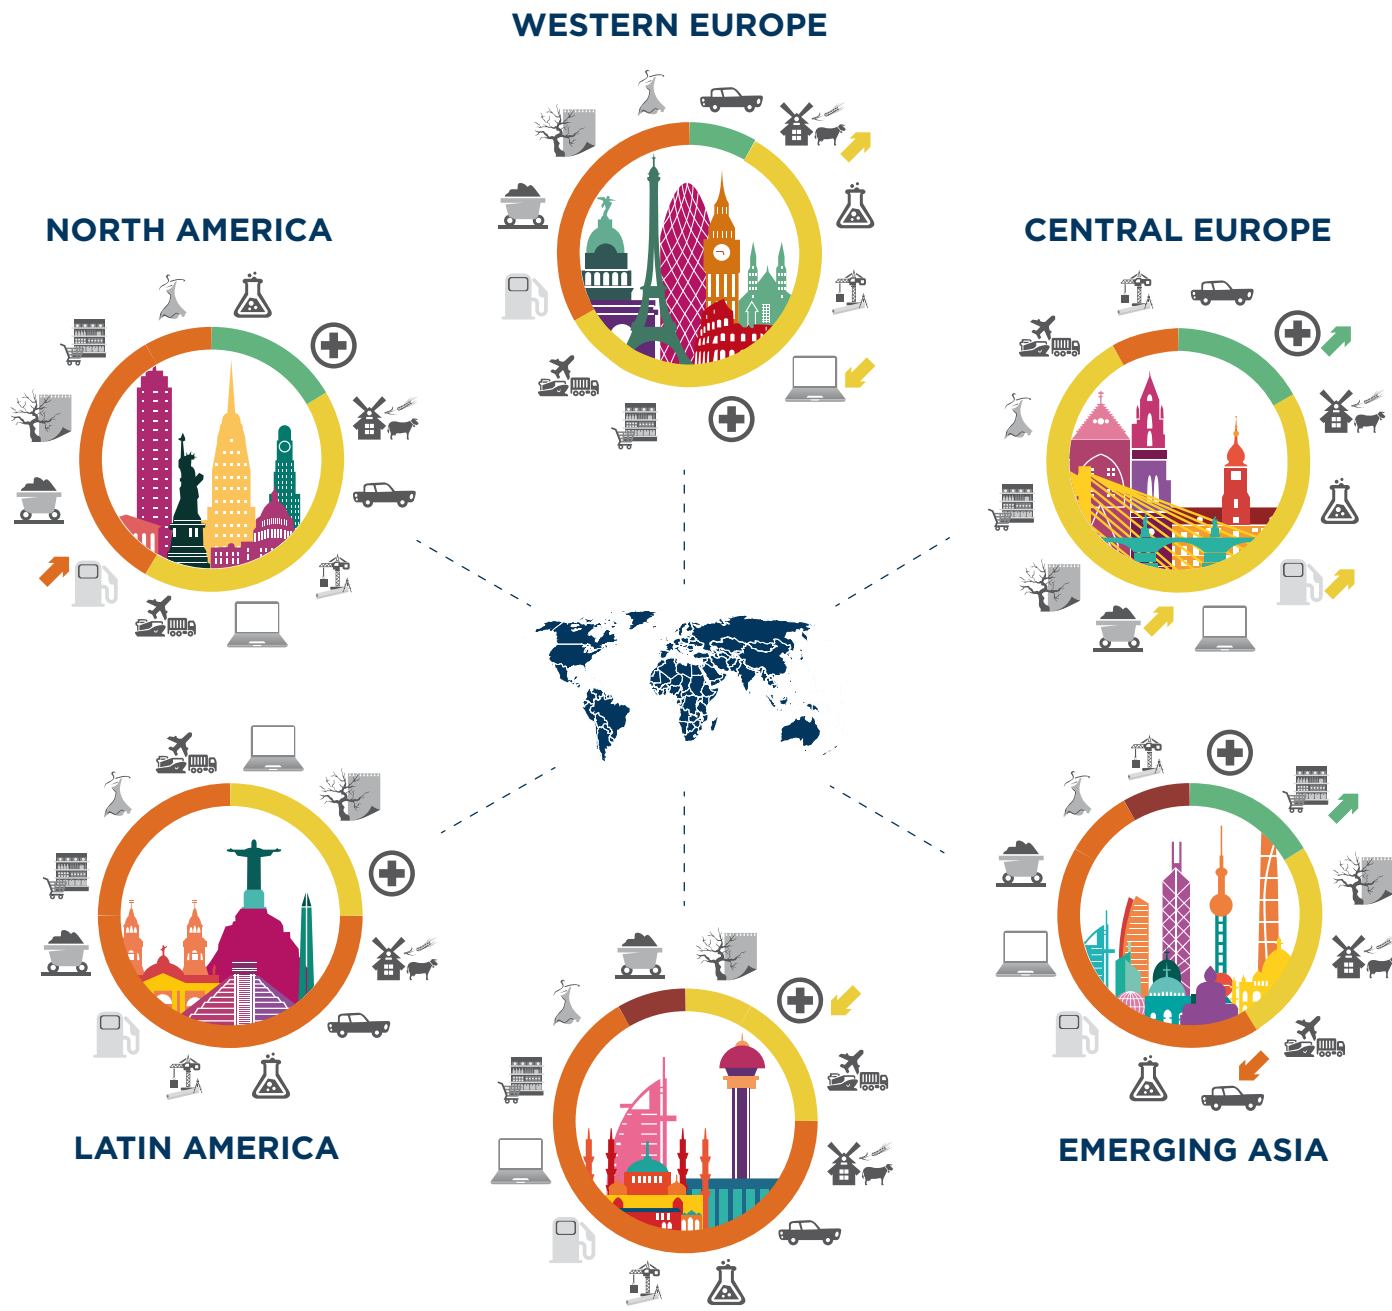 WESTERN EUROPE
NORTH AMERICA
CENTRAL EUROPE
LATIN AMERICA
EMERGING ASIA